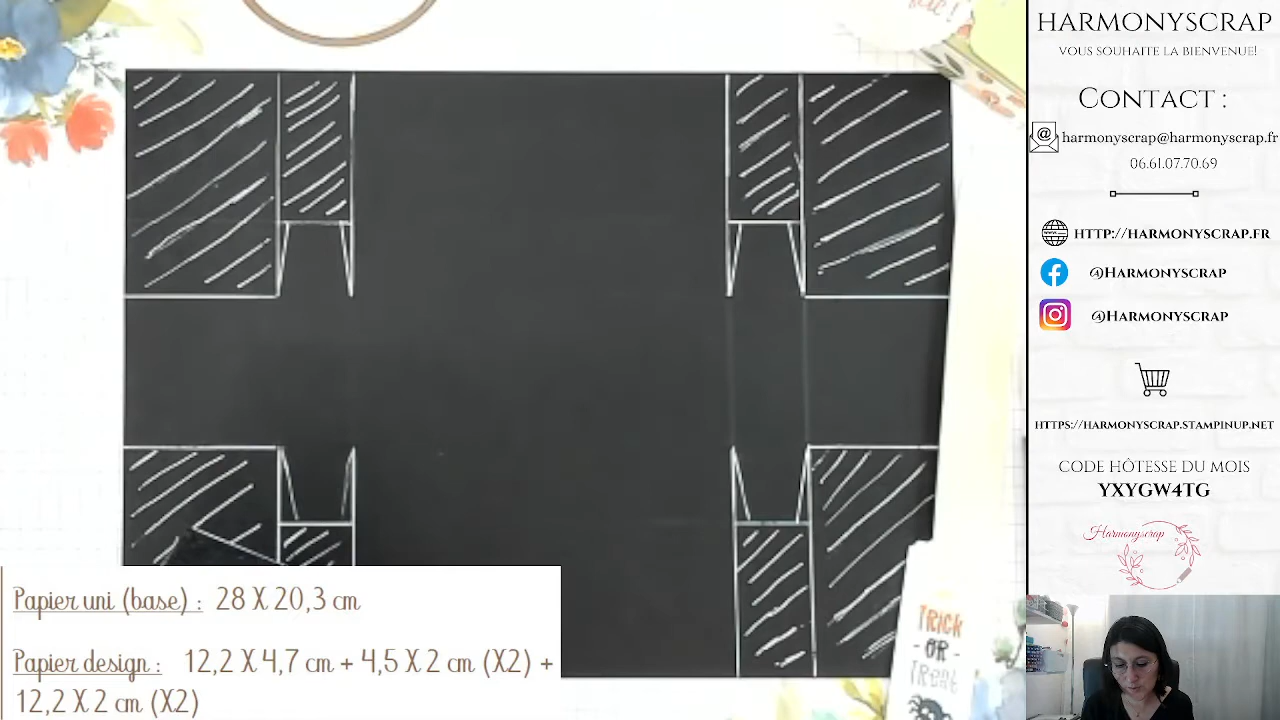 HARMONYSCRAP
VOUS SOUHAITE LA BIENVENUE!
CONTACT :
@ harmonyscrap@harmonyscrap.fr
06.61.07.70.69
HTTP://HARMONYSCRAP.FR
@HARMONYSCRAP
@HARMONYSCRAP
HTTPS://HARMONYSCRAP.STAMPINUP.NET
CODE HÔTESSE DU MOIS
YXYGW4TG
Harmonyscrap
TRICK
- OR -
TREAT
Papier uni (base) : 28 X 20,3 cm
Papier design : 12,2 X 4,7 cm + 4,5 X 2 cm (X2) +
12,2 X 2 cm (X2)